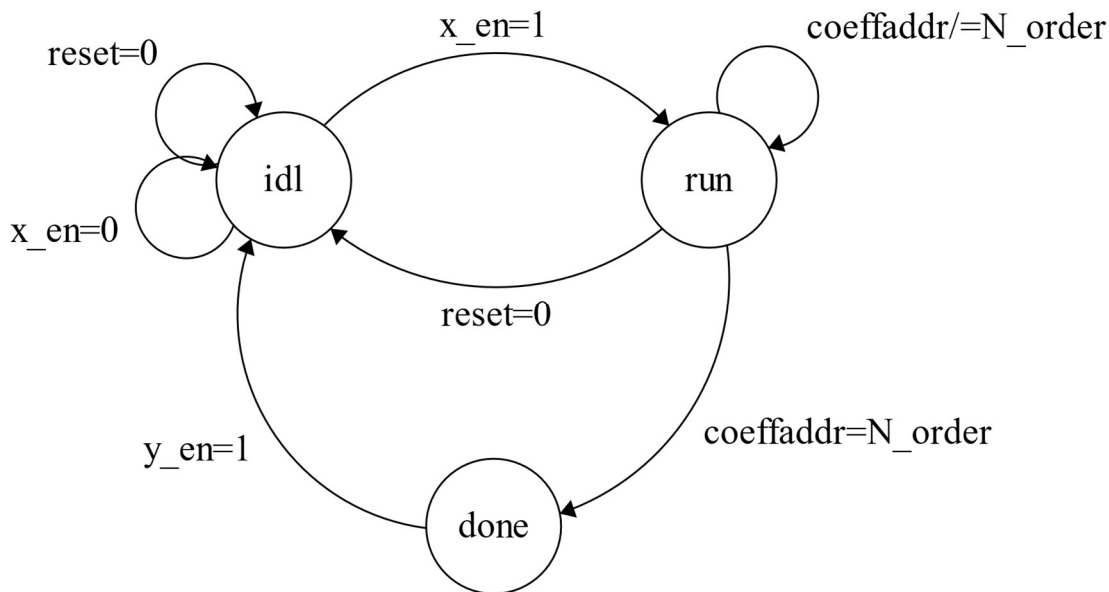 x_en=1
coeffaddr/=N_order
reset=0
idl
run
x_en=0
reset=0
coeffaddr=N_order
y_en=1
done